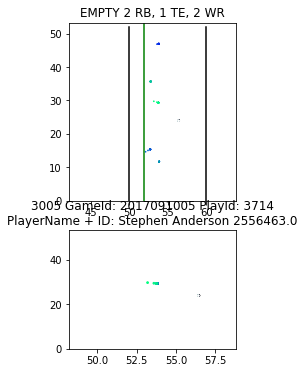 EMPTY 2 RB, 1 TE, 2 WR
50
40
30
20
10
0
45 50 55 60
3005 GameId: 2017091005 PlayId: 3714
PlayerName + ID: Stephen Anderson 2556463.0
40
20
0
50.0 52.5 55.0 57.5